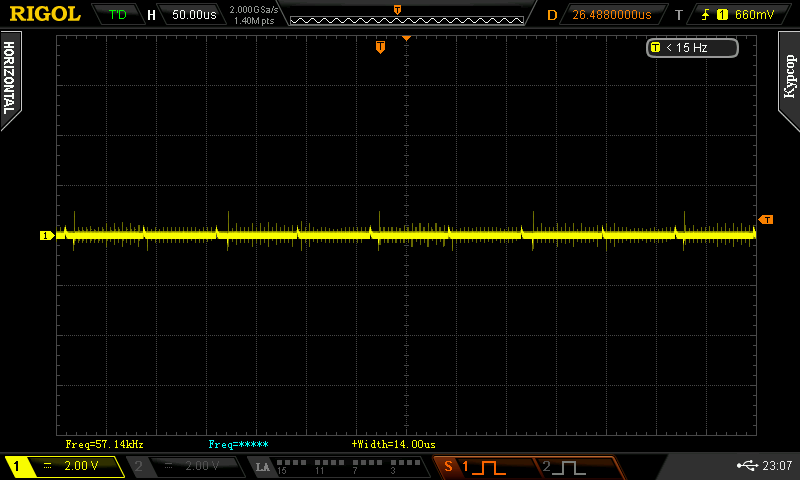 RIGOL T'D H 50.00us 2.000GSa/s 1.40M pts T D 26.4880000us T 1 660mV
HORIZONTAL
T
T < 15 Hz
Курсор
1
T
Freq=57.14kHz Freq=***** +Width=14.00us
1 2.00 V 2 2.00 V LA 15 11 7 3 S 1 2 23:07